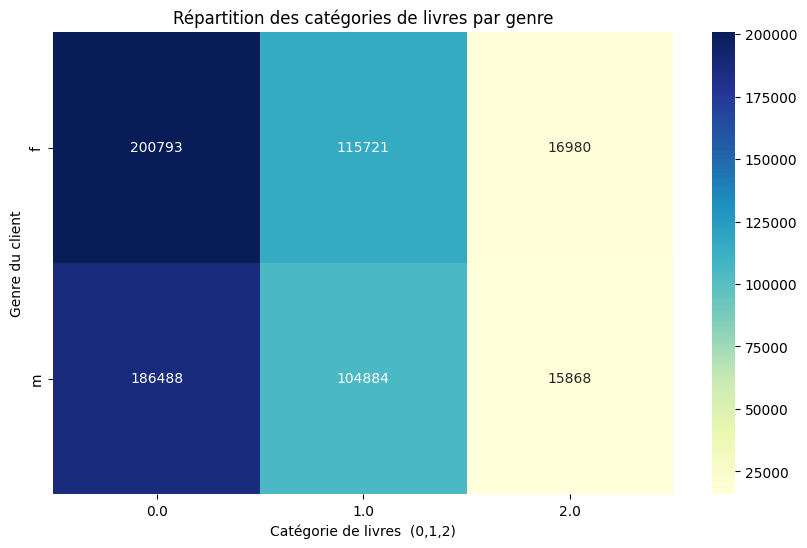 Répartition des catégories de livres par genre
Genre du client
f
200793 115721 16980
m
186488 104884 15868
0.0 1.0 2.0
Catégorie de livres  (0,1,2)
200000
175000
150000
125000
100000
75000
50000
25000